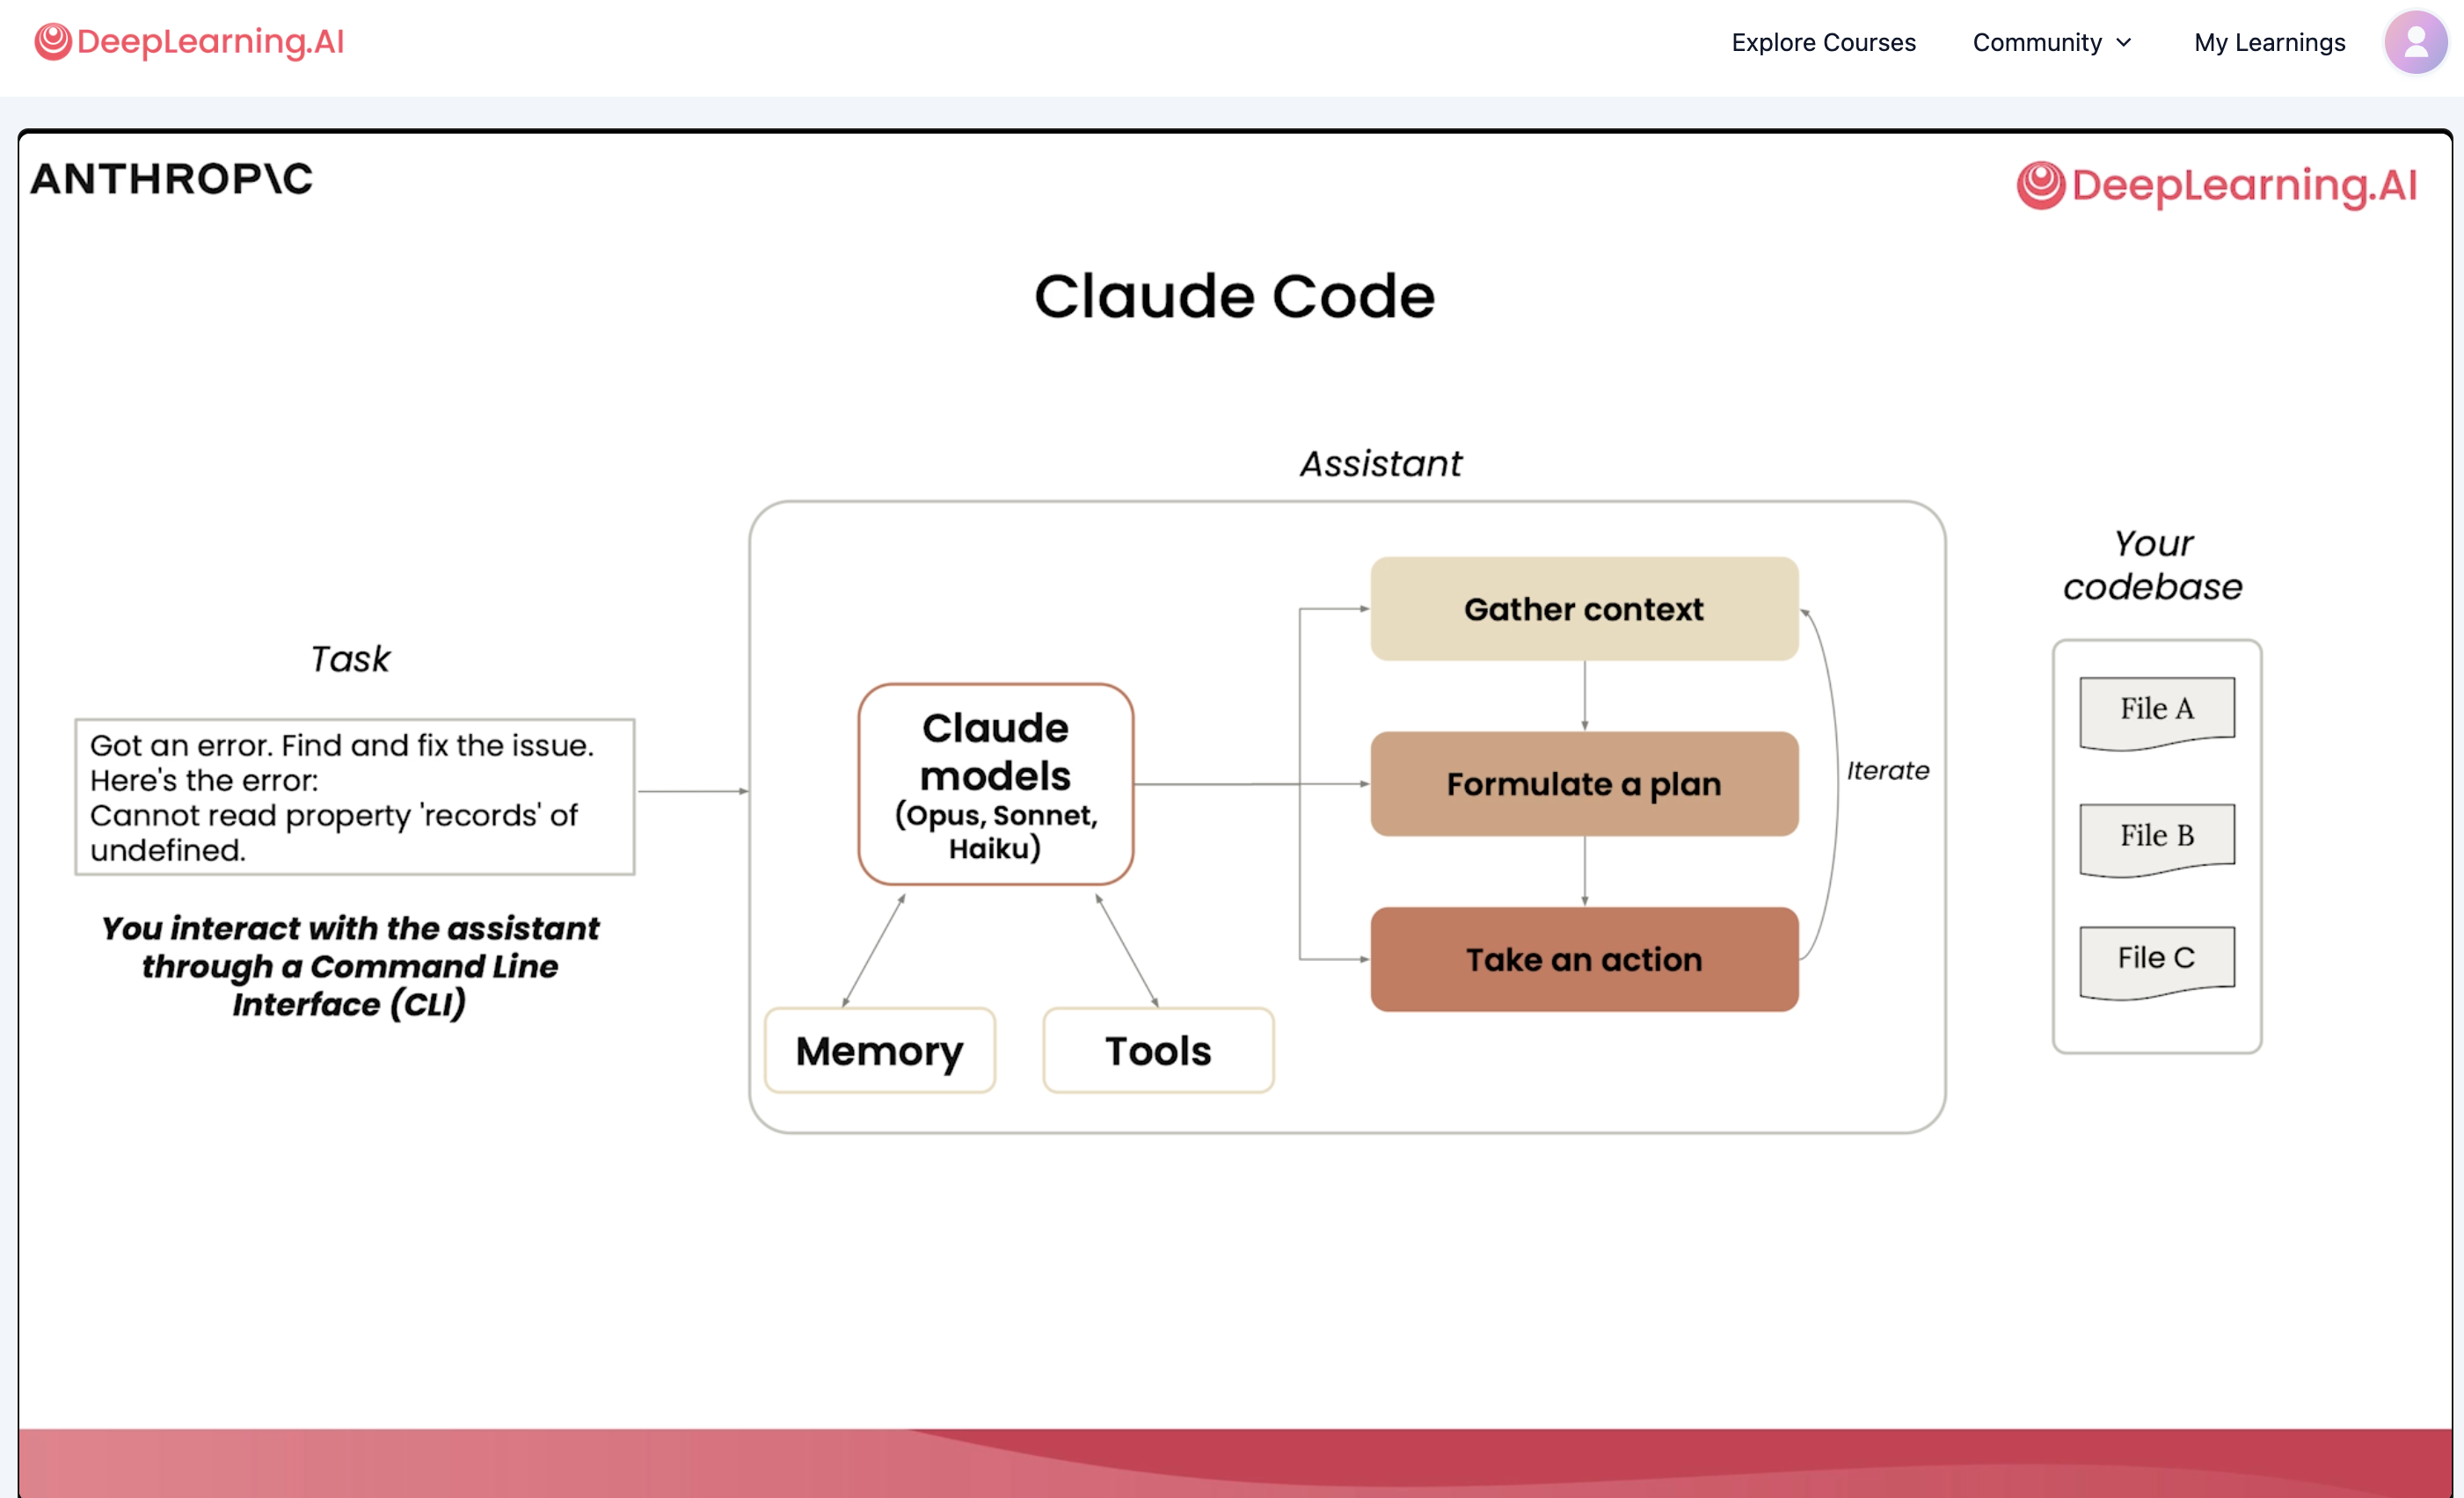 DeepLearning.AI
Explore Courses
Community
My Learnings
ANTHROP\C
DeepLearning.AI
Claude Code
Task
Got an error. Find and fix the issue.
Here's the error:
Cannot read property 'records' of
undefined.
You interact with the assistant
through a Command Line
Interface (CLI)
Assistant
Claude
models
(Opus, Sonnet,
Haiku)
Memory
Tools
Gather context
Formulate a plan
Take an action
Iterate
Your
codebase
File A
File B
File C